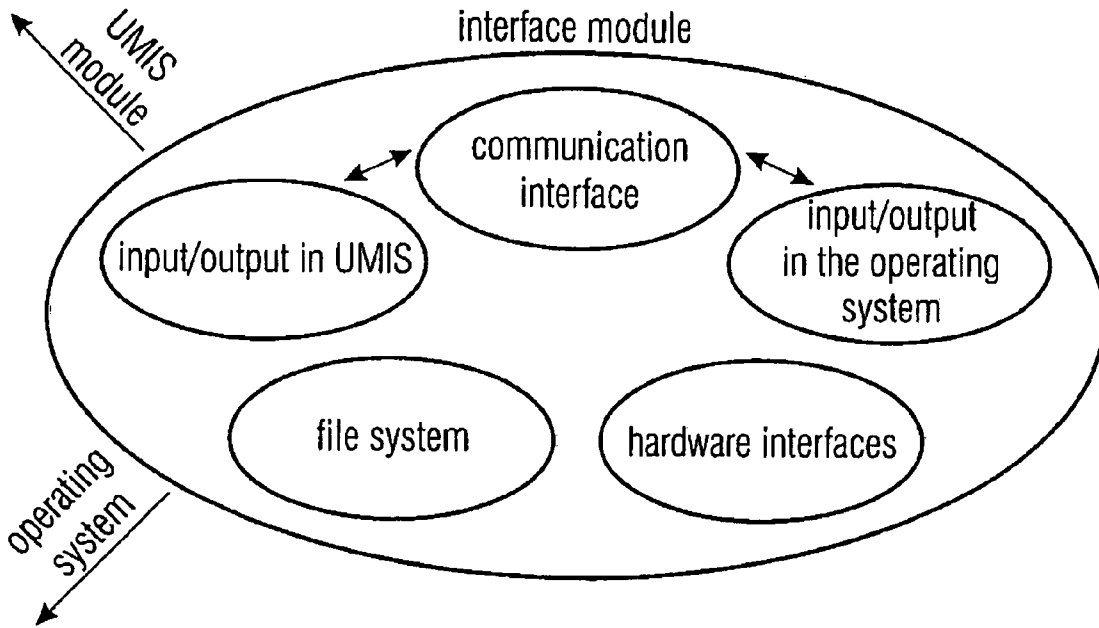 UMIS
module
interface module
communication
interface
input/output in UMIS
input/output
in the operating
system
file system
hardware interfaces
operating
system